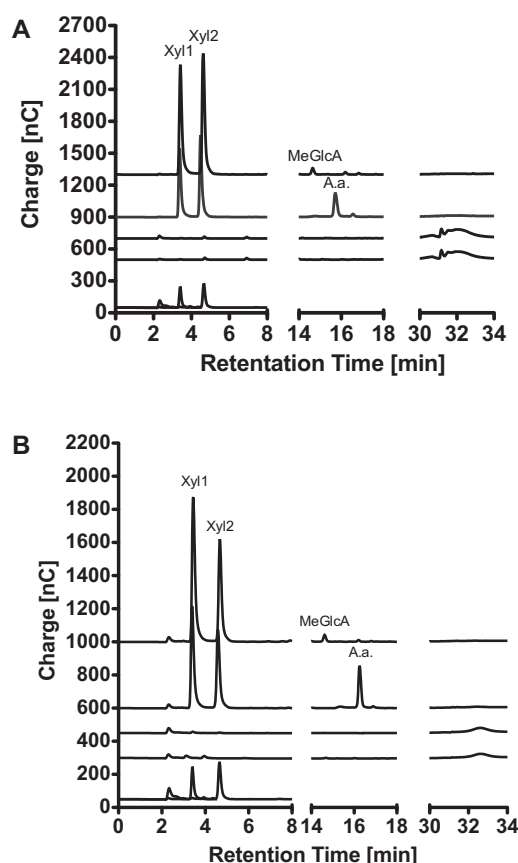 A
2700
2400
2100
1800
1500
1200
900
600
300
0
Charge [nC]
Xyl1
Xyl2
MeGlcA
A.a.
0 2 4 6 8 14 16 18 30 32 34
Retentation Time [min]
B
2200
2000
1800
1600
1400
1200
1000
800
600
400
200
0
Charge [nC]
Xyl1
Xyl2
MeGlcA
A.a.
0 2 4 6 8 14 16 18 30 32 34
Retention Time [min]